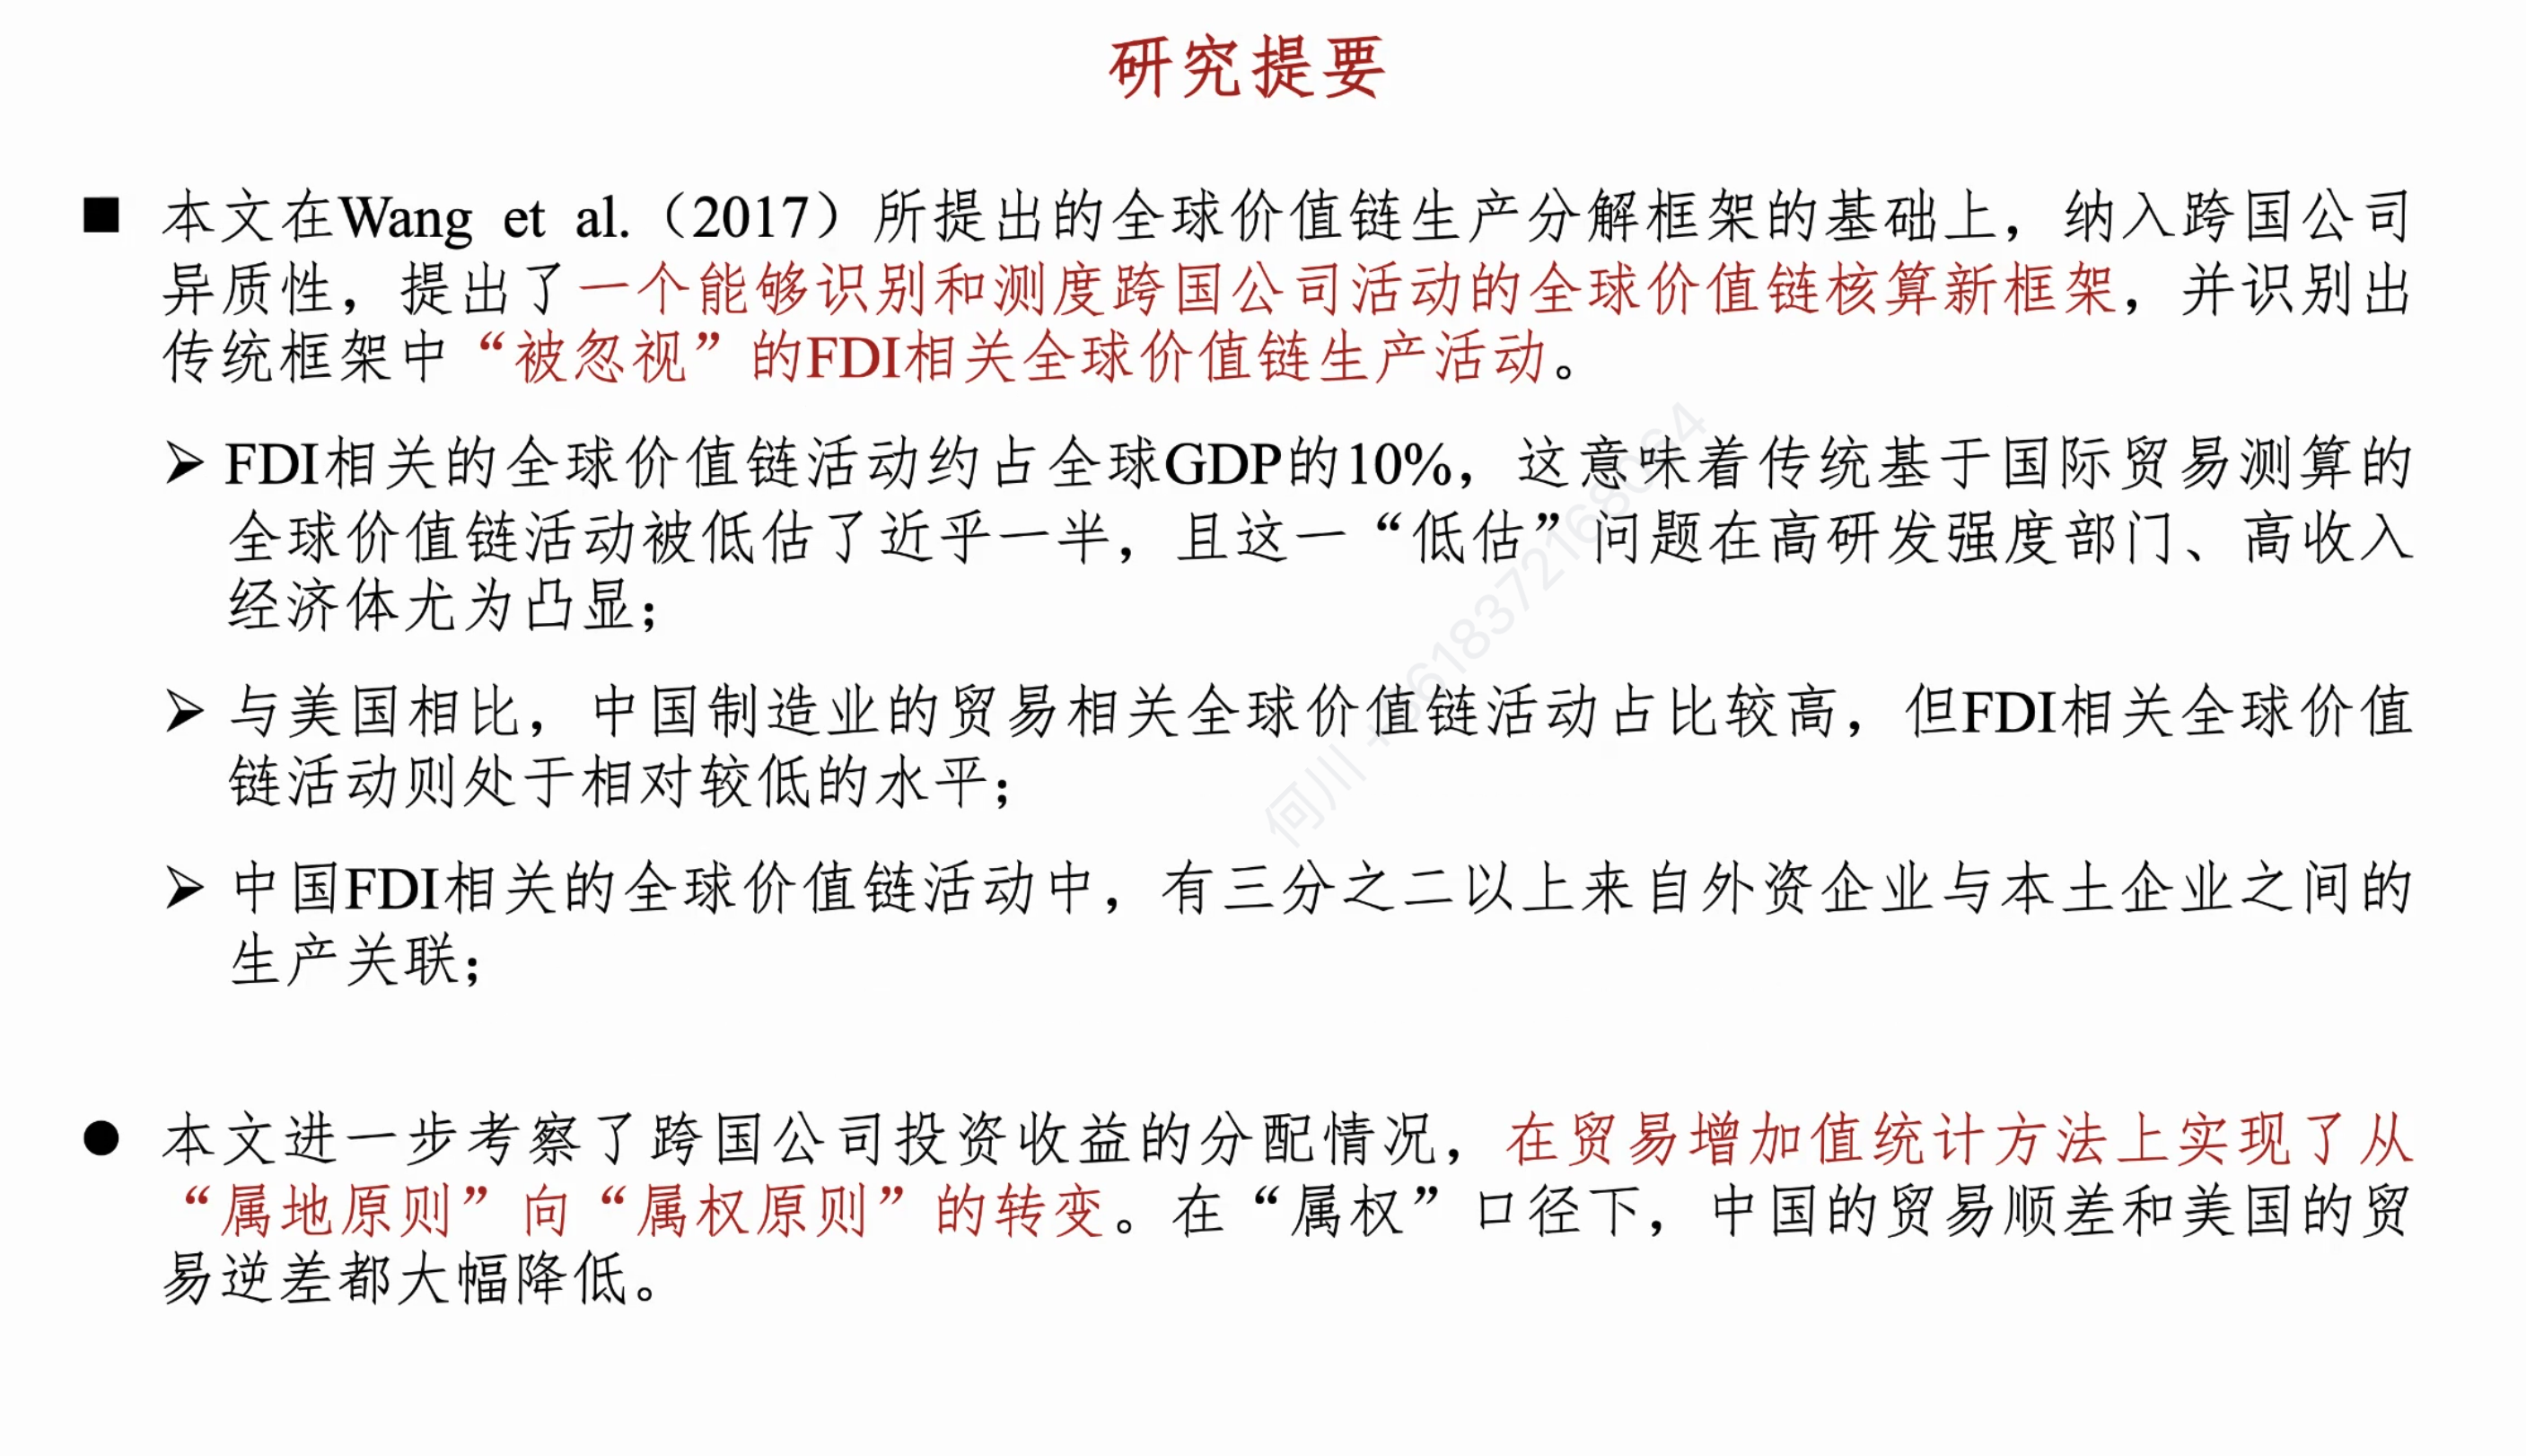 研究提要
■ 本文在Wang et al.（2017）所提出的全球价值链生产分解框架的基础上，纳入跨国公司
异质性，提出了一个能够识别和测度跨国公司活动的全球价值链核算新框架，并识别出
传统框架中“被忽视”的FDI相关全球价值链生产活动。
➢ FDI相关的全球价值链活动约占全球GDP的10%，这意味着传统基于国际贸易测算的
全球价值链活动被低估了近乎一半，且这一“低估”问题在高研发强度部门、高收入
经济体尤为凸显；
➢ 与美国相比，中国制造业的贸易相关全球价值链活动占比较高，但FDI相关全球价值
链活动则处于相对较低的水平；
➢ 中国FDI相关的全球价值链活动中，有三分之二以上来自外资企业与本土企业之间的
生产关联；
● 本文进一步考察了跨国公司投资收益的分配情况，在贸易增加值统计方法上实现了从
“属地原则”向“属权原则”的转变。在“属权”口径下，中国的贸易顺差和美国的贸
易逆差都大幅降低。
何川 +8618372168064